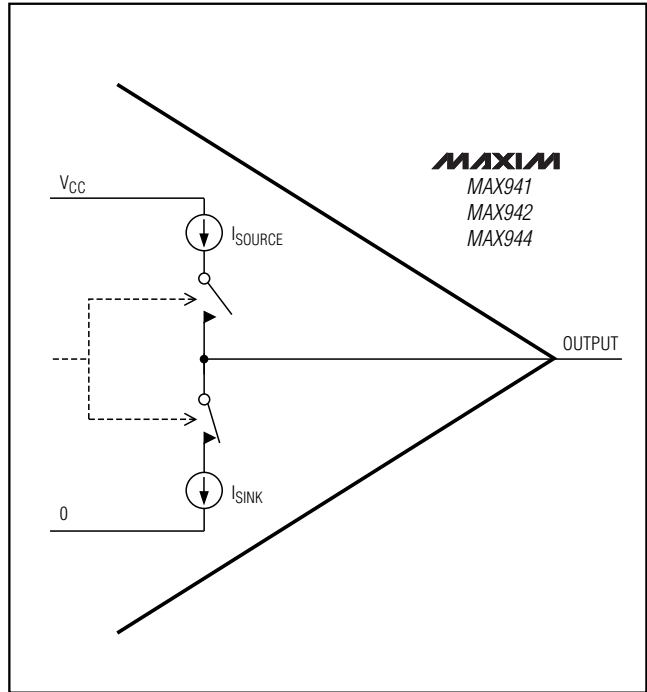 MAXIM
MAX941
MAX942
MAX944
VCC
ISOURCE
OUTPUT
ISINK
0